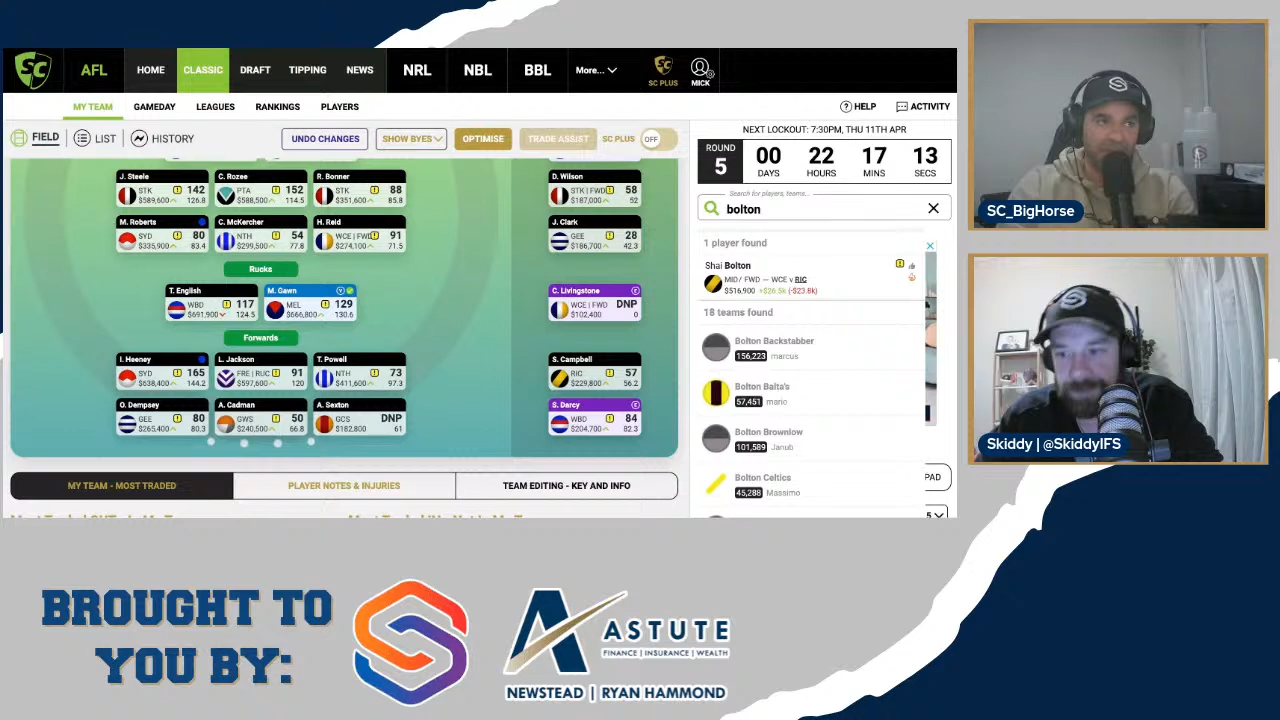 SC
AFL
HOME
CLASSIC
DRAFT
TIPPING
NEWS
NRL
NBL
BBL
More...
SC PLUS
MICK
MY TEAM
GAMEDAY
LEAGUES
RANKINGS
PLAYERS
HELP
ACTIVITY
FIELD
LIST
HISTORY
UNDO CHANGES
SHOW BYES
OPTIMISE
TRADE ASSIST
SC PLUS
OFF
NEXT LOCKOUT: 7:30PM, THU 11TH APR
ROUND 5
00 22 17 13
DAYS HOURS MINS SECS
Search for players, teams...
bolton
1 player found
Shai Bolton
MID/ FWD — WCE v RIC
$516,900 +$26.5k (-$23.8k)
18 teams found
Bolton Backstabber
156,223 marcus
Bolton Balta's
57,451 mario
Bolton Brownlow
101,589 Janub
Bolton Celtics
45,288 Massimo
PAD
J. Steele
STK 142
$589,600 126.8
C. Rozee
PTA 152
$588,500 114.5
R. Bonner
STK 88
$351,600 85.8
D. Wilson
STK | FWD 58
$187,000 52
M. Roberts
SYD 80
$335,900 83.4
C. McKercher
NTH 54
$299,500 77.8
H. Reid
WCE | FWD 91
$274,100 71.5
J. Clark
GEE 28
$186,700 42.3
Rucks
T. English
WBD 117
$691,900 124.5
M. Gawn
MEL 129
$666,800 130.6
C. Livingstone E
WCE | FWD DNP
$102,400 0
Forwards
I. Heeney
SYD 165
$638,400 144.2
L. Jackson
FRE | RUC 91
$597,600 120
T. Powell
NTH 73
$411,600 97.3
S. Campbell
RIC 57
$229,800 56.2
O. Dempsey
GEE 80
$265,400 80.3
A. Cadman
GWS 50
$240,500 66.8
A. Sexton
GCS DNP
$182,800 61
S. Darcy E
WBD 84
$204,700 82.3
MY TEAM - MOST TRADED
PLAYER NOTES & INJURIES
TEAM EDITING - KEY AND INFO
SC_BigHorse
Skiddy | @SkiddyIFS
BROUGHT TO
YOU BY:
ASTUTE
FINANCE | INSURANCE | WEALTH
NEWSTEAD | RYAN HAMMOND